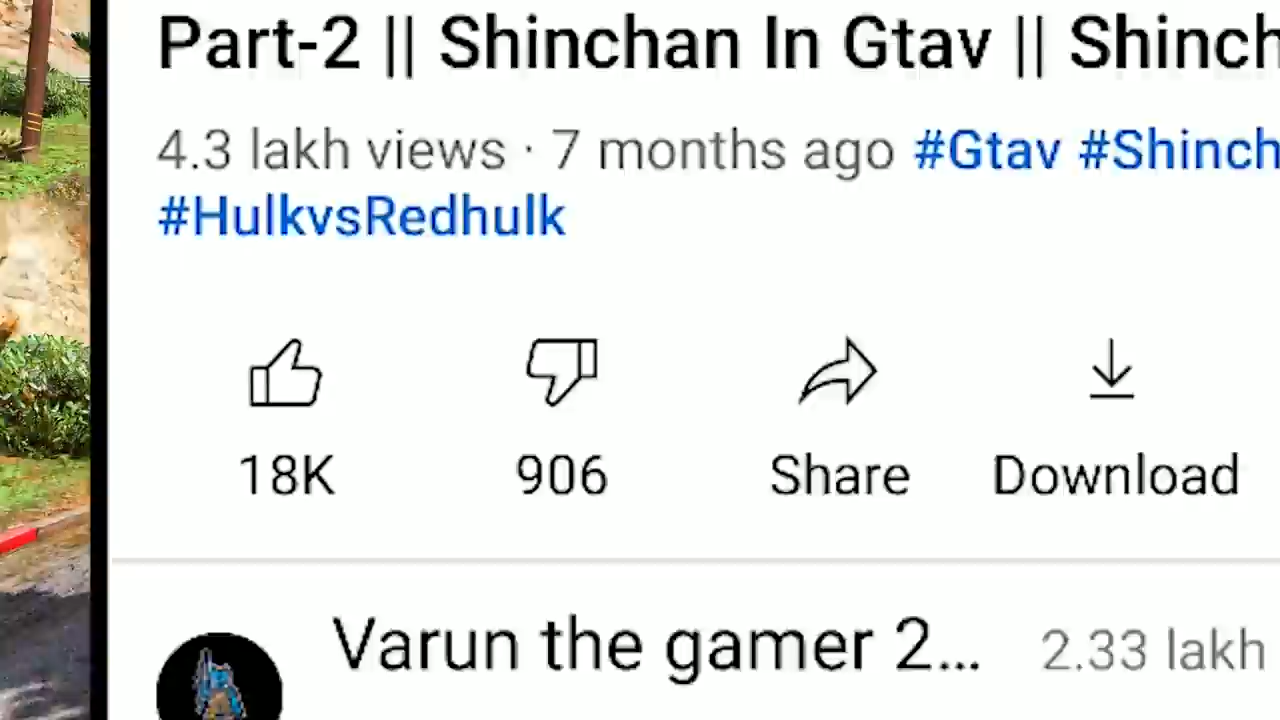 Part-2 || Shinchan In Gtav || Shinch
4.3 lakh views · 7 months ago #Gtav #Shinch
#HulkvsRedhulk
18K 906 Share Download
Varun the gamer 2... 2.33 lakh